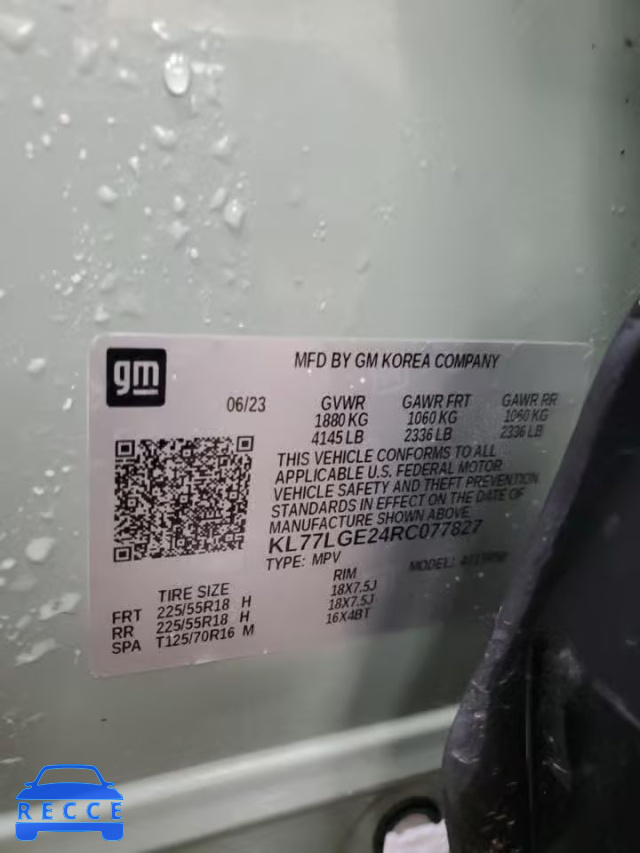 gm
MFD BY GM KOREA COMPANY
06/23 GVWR GAWR FRT GAWR RR
1880 KG 1060 KG 1060 KG
4145 LB 2336 LB 2336 LB
THIS VEHICLE CONFORMS TO ALL
APPLICABLE U.S. FEDERAL MOTOR
VEHICLE SAFETY AND THEFT PREVENTION
STANDARDS IN EFFECT ON THE DATE OF
MANUFACTURE SHOWN ABOVE.
KL77LGE24RC077827
TYPE: MPV MODEL:
TIRE SIZE RIM
FRT 225/55R18 H 18X7.5J
RR 225/55R18 H 18X7.5J
SPA T125/70R16 M 16X4BT
RECCE